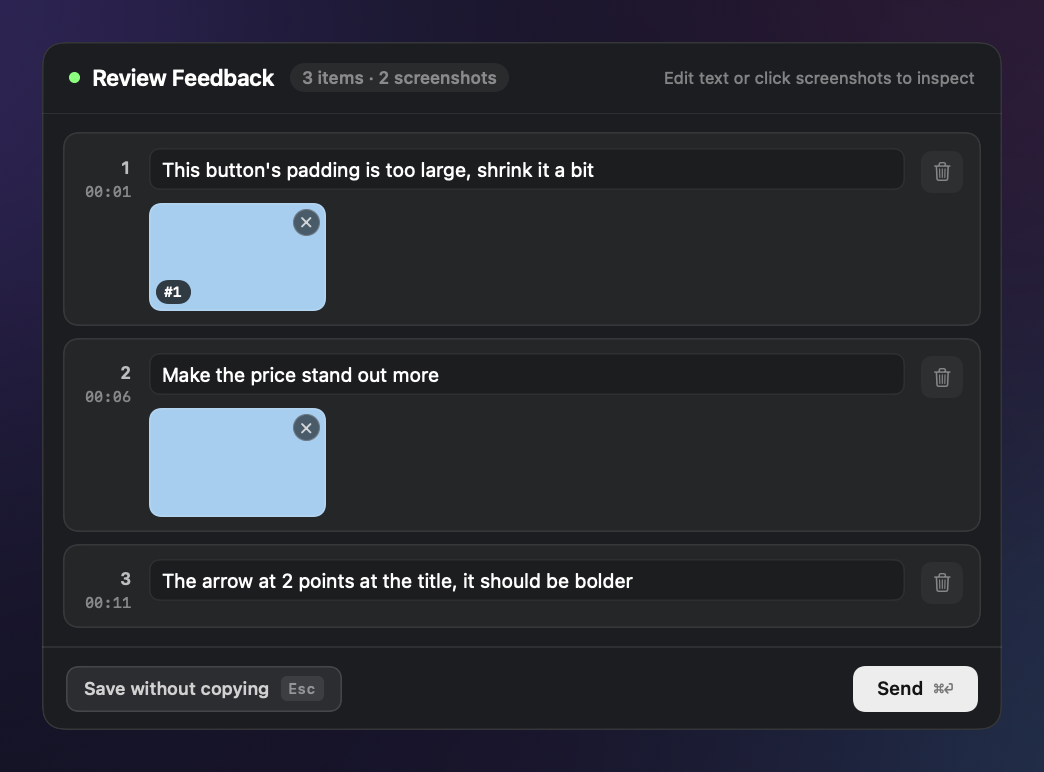 Review Feedback
3 items · 2 screenshots
Edit text or click screenshots to inspect
1
00:01
This button's padding is too large, shrink it a bit
#1
2
00:06
Make the price stand out more
3
00:11
The arrow at 2 points at the title, it should be bolder
Save without copying Esc
Send ⌘↩